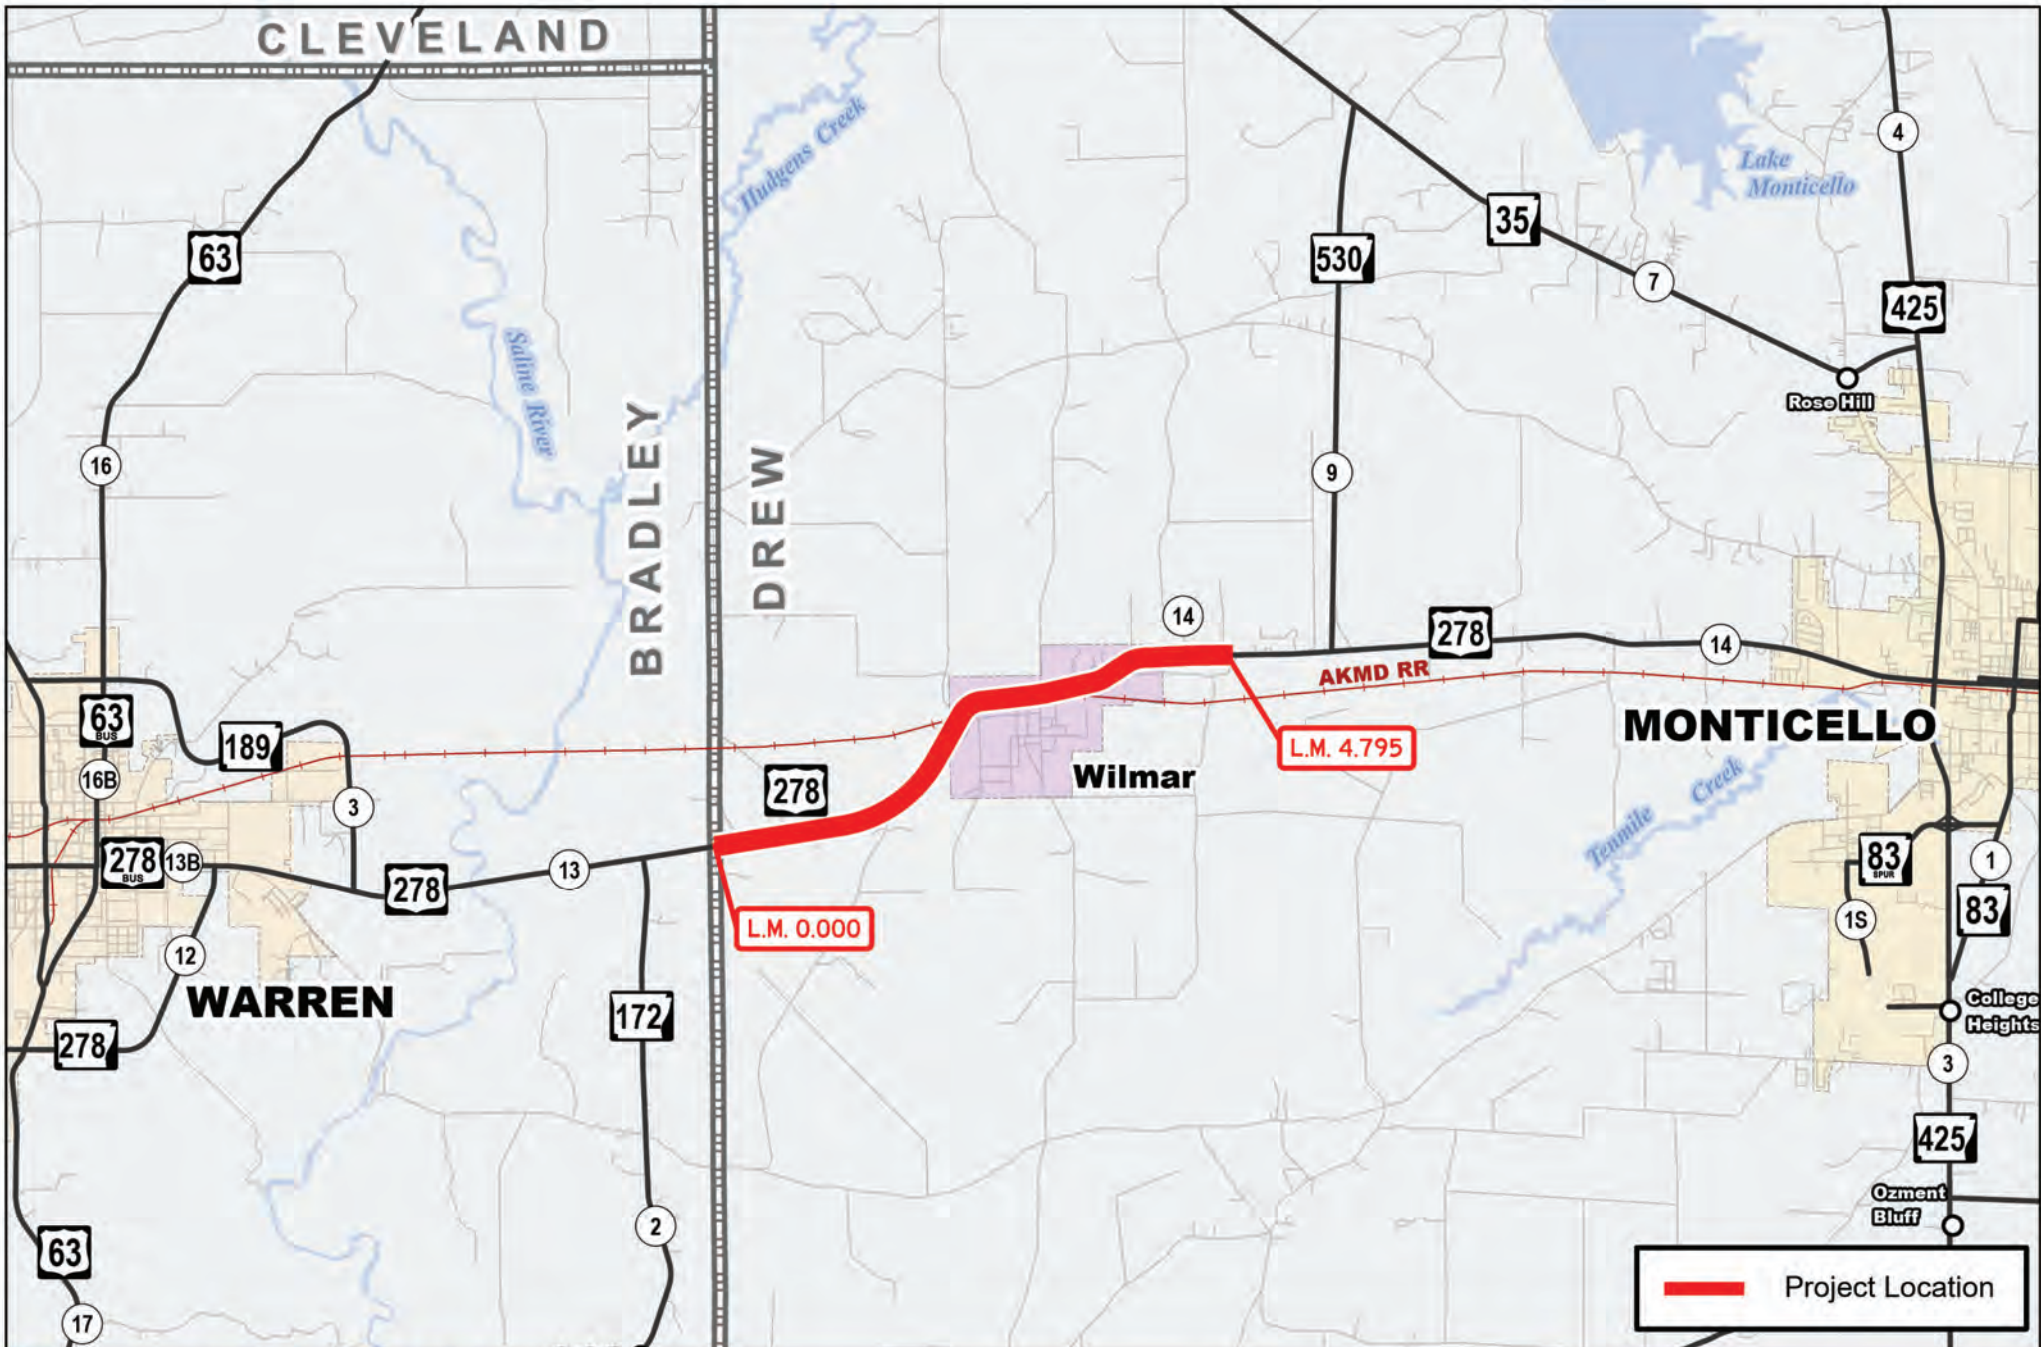 CLEVELAND
Hudgens Creek
4
Lake
Monticello
35
63
530
7
425
Saline River
Rose Hill
BRADLEY
DREW
16
9
14
278
14
AKMD RR
63
BUS
189
MONTICELLO
L.M. 4.795
16B
3
278
Wilmar
Tenmile Creek
278
BUS
13B
278
13
83
SPUR
1
83
1S
L.M. 0.000
12
WARREN
172
College
Heights
278
3
425
2
Ozment
Bluff
63
17
Project Location